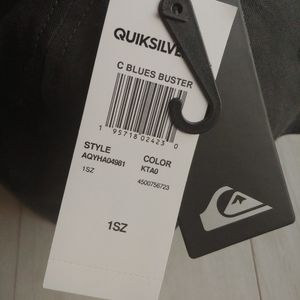 QUIKSILVE
C BLUES BUSTER
1 95718 02423 0
STYLE COLOR
AQYHA04981 KTA0
1SZ 4500756723
1SZ